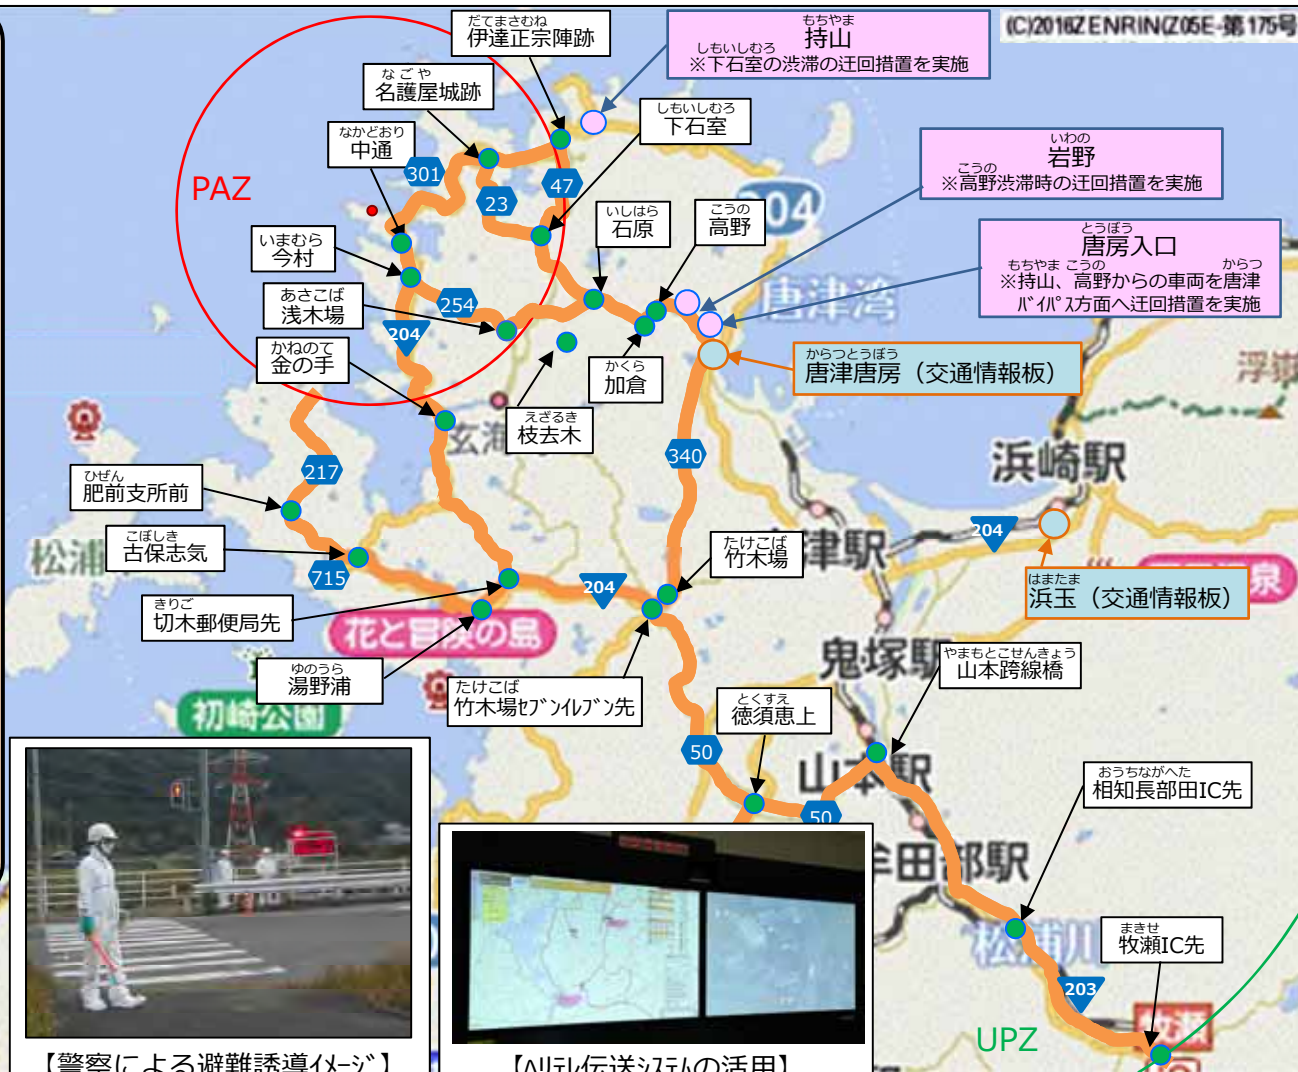 (C)2016ZENRIN(Z05E-第175号
だてまさむね
伊達正宗陣跡
もちやま
持山
しもいしむろ
※下石室の渋滞の迂回措置を実施
なごや
名護屋城跡
しもいしむろ
下石室
なかどおり
中通
いわの
岩野
こうの
※高野渋滞時の迂回措置を実施
PAZ
301
47
23
204
いしはら
石原
こうの
高野
いまむら
今村
とうぼう
唐房入口
もちやま こうの からつ
※持山、高野からの車両を唐津
バイパス方面へ迂回措置を実施
あさこば
浅木場
254
唐津湾
204
かねのて
金の手
かくら
加倉
からつとうぼう
唐津唐房（交通情報板）
浮嶽
えざるき
枝去木
玄海
340
浜崎駅
217
ひぜん
肥前支所前
こぼしき
古保志気
松浦
715
たけこば
竹木場
津駅
204
はまたま
浜玉（交通情報板）
204
きりご
切木郵便局先
花と冒険の島
鬼塚駅
やまもとこせんきょう
山本跨線橋
ゆのうら
湯野浦
たけこば
竹木場セブンイレブン先
とくすえ
徳須恵上
初崎公園
50
山本駅
おうちながへた
相知長部田IC先
50
牟田部駅
松浦川
まきせ
牧瀬IC先
203
牧瀬
UPZ
【警察による避難誘導イメージ】
【ヘリテレ伝送システムの活用】